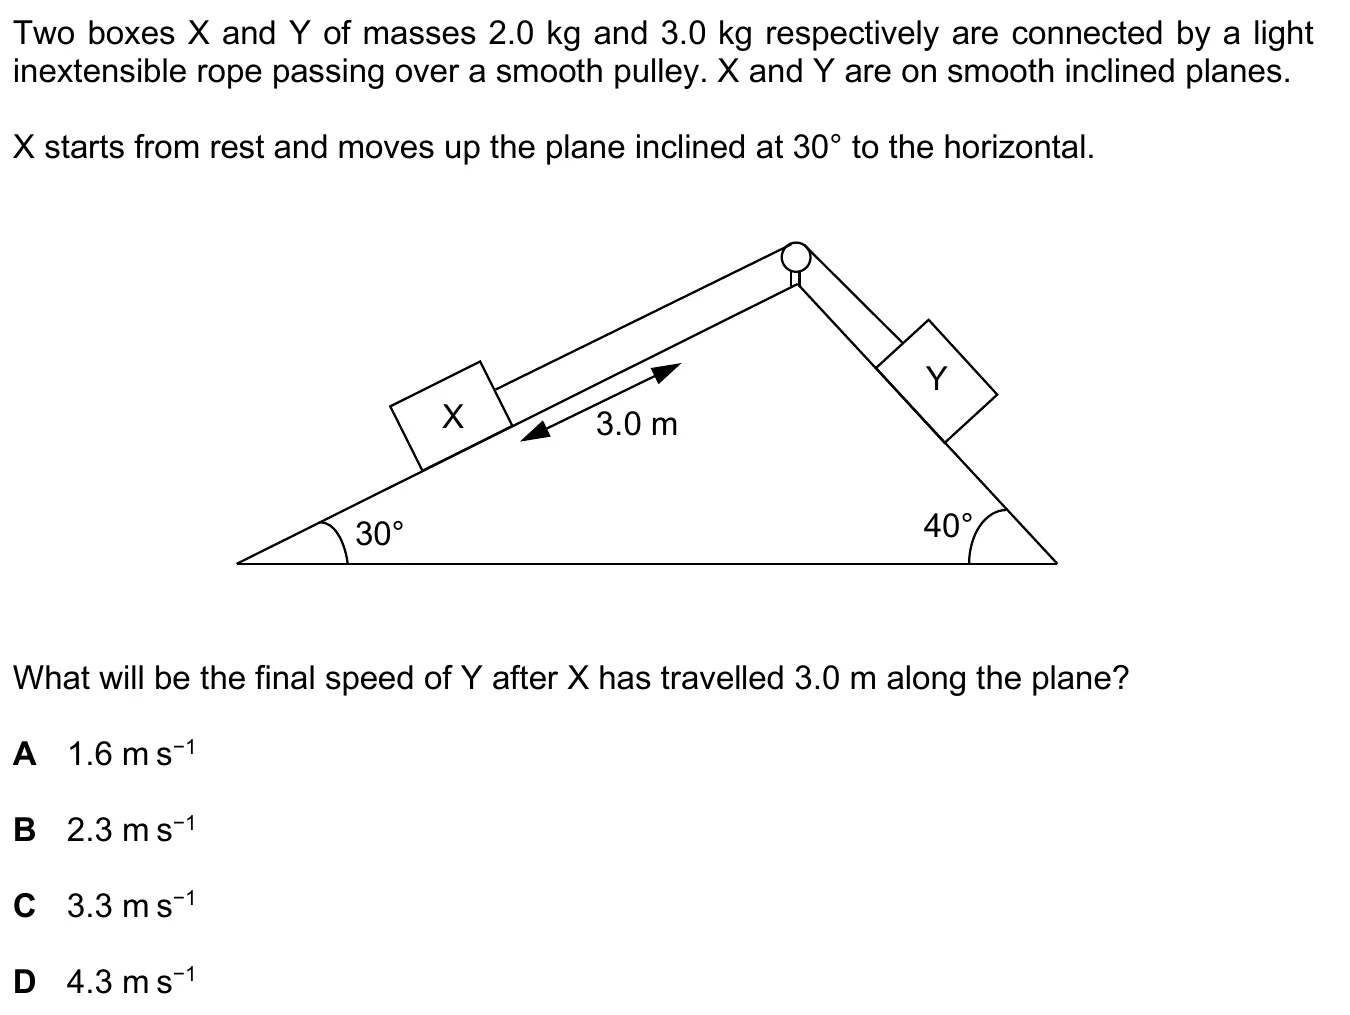 Two boxes X and Y of masses 2.0 kg and 3.0 kg respectively are connected by a light
inextensible rope passing over a smooth pulley. X and Y are on smooth inclined planes.
X starts from rest and moves up the plane inclined at 30° to the horizontal.
Y
X
3.0 m
30°
40°
What will be the final speed of Y after X has travelled 3.0 m along the plane?
A 1.6 m s⁻¹
B 2.3 m s⁻¹
C 3.3 m s⁻¹
D 4.3 m s⁻¹